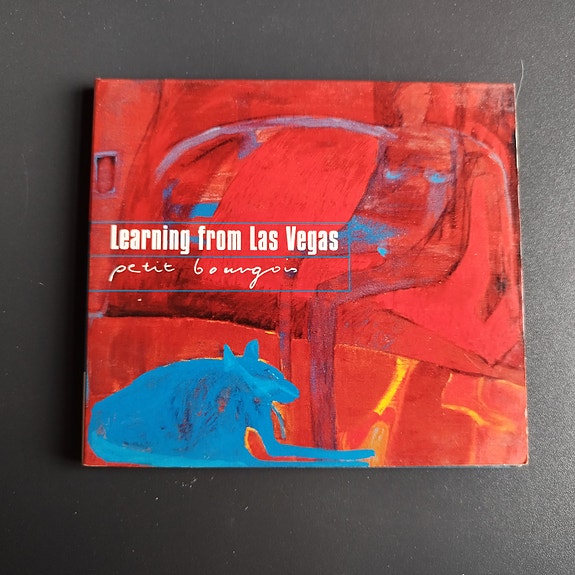 Learning from Las Vegas
petit bourgois